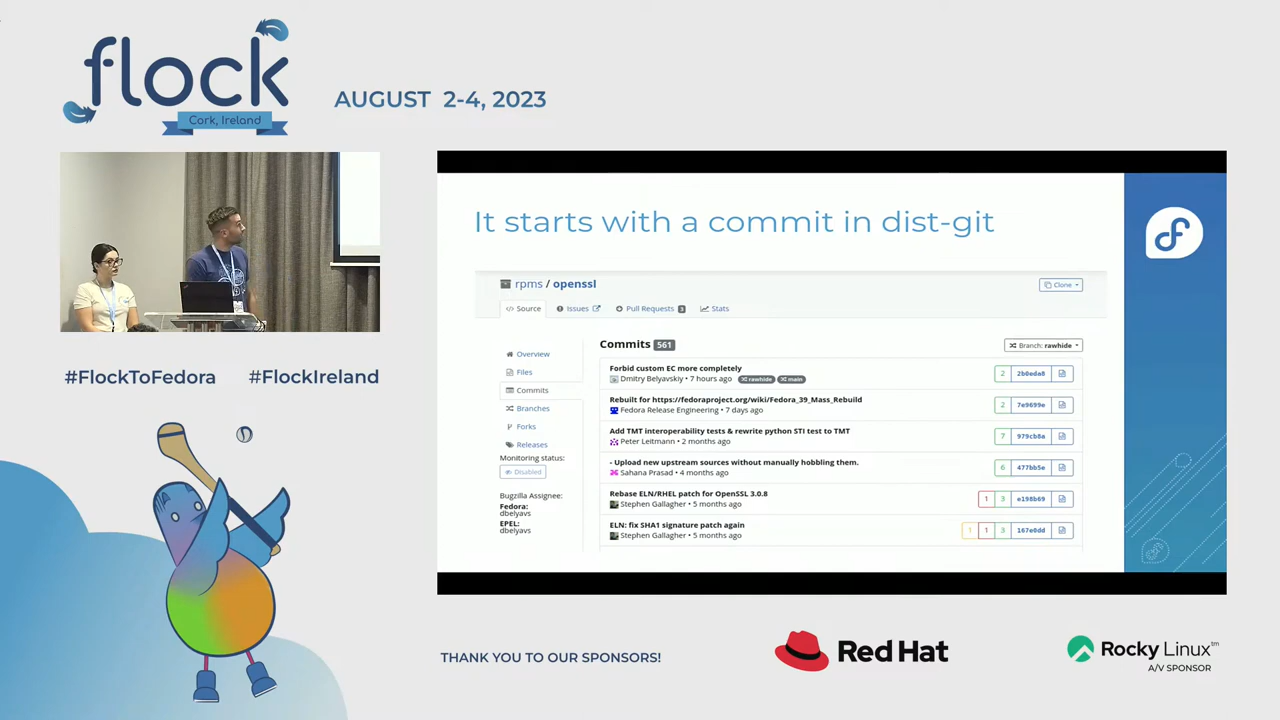 flock
Cork, Ireland
AUGUST 2-4, 2023
#FlockToFedora #FlockIreland
It starts with a commit in dist-git
rpms / openssl
Clone
Source
Issues
Pull Requests 3
Stats
Overview
Files
Commits
Branches
Forks
Releases
Monitoring status:
Disabled
Bugzilla Assignee:
Fedora:
dbelyavs
EPEL:
dbelyavs
Commits 561
Branch: rawhide
Forbid custom EC more completely
Dmitry Belyavskiy • 7 hours ago rawhide main
2 2b0eda8
Rebuilt for https://fedoraproject.org/wiki/Fedora_39_Mass_Rebuild
Fedora Release Engineering • 7 days ago
2 7e9699e
Add TMT interoperability tests & rewrite python STI test to TMT
Peter Leitmann • 2 months ago
7 979cb8a
- Upload new upstream sources without manually hobbling them.
Sahana Prasad • 4 months ago
6 477bb5e
Rebase ELN/RHEL patch for OpenSSL 3.0.8
Stephen Gallagher • 5 months ago
1 3 e198b69
ELN: fix SHA1 signature patch again
Stephen Gallagher • 5 months ago
1 1 3 167e0dd
THANK YOU TO OUR SPONSORS!
Red Hat
Rocky Linux™
A/V SPONSOR